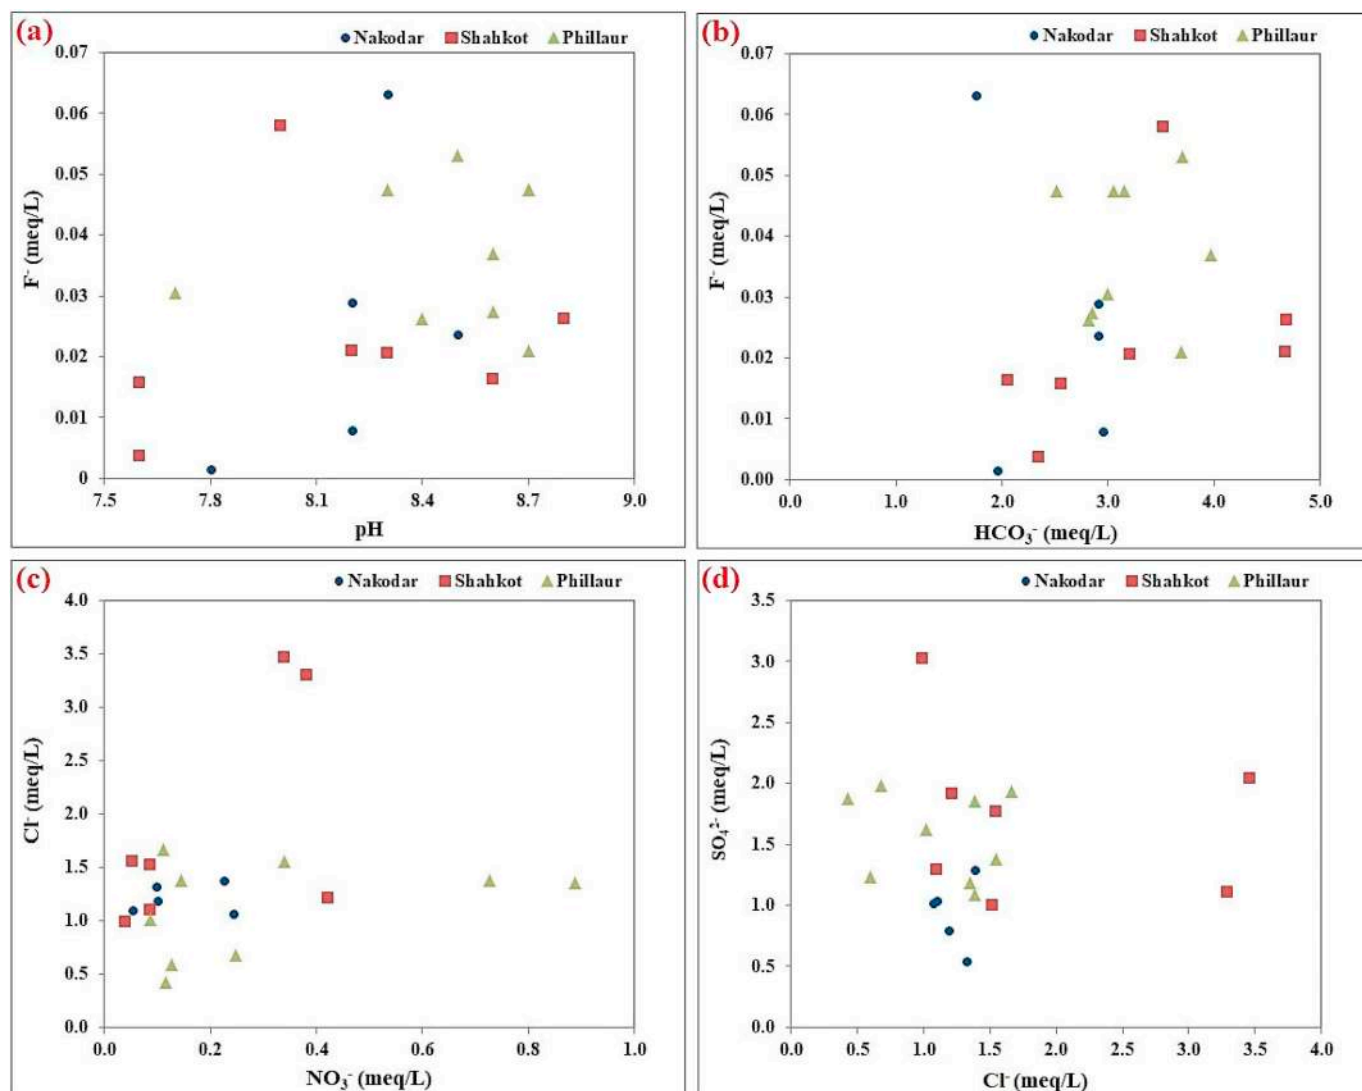 (a)
Nakodar Shahkot Phillaur
0.07
0.06
0.05
0.04
0.03
0.02
0.01
0
F⁻ (meq/L)
7.5 7.8 8.1 8.4 8.7 9.0
pH
(b)
Nakodar Shahkot Phillaur
0.07
0.06
0.05
0.04
0.03
0.02
0.01
0.00
F⁻ (meq/L)
0.0 1.0 2.0 3.0 4.0 5.0
HCO₃⁻ (meq/L)
(c)
Nakodar Shahkot Phillaur
4.0
3.5
3.0
2.5
2.0
1.5
1.0
0.5
0.0
Cl⁻ (meq/L)
0.0 0.2 0.4 0.6 0.8 1.0
NO₃⁻ (meq/L)
(d)
Nakodar Shahkot Phillaur
3.5
3.0
2.5
2.0
1.5
1.0
0.5
0.0
SO₄²⁻ (meq/L)
0.0 0.5 1.0 1.5 2.0 2.5 3.0 3.5 4.0
Cl⁻ (meq/L)